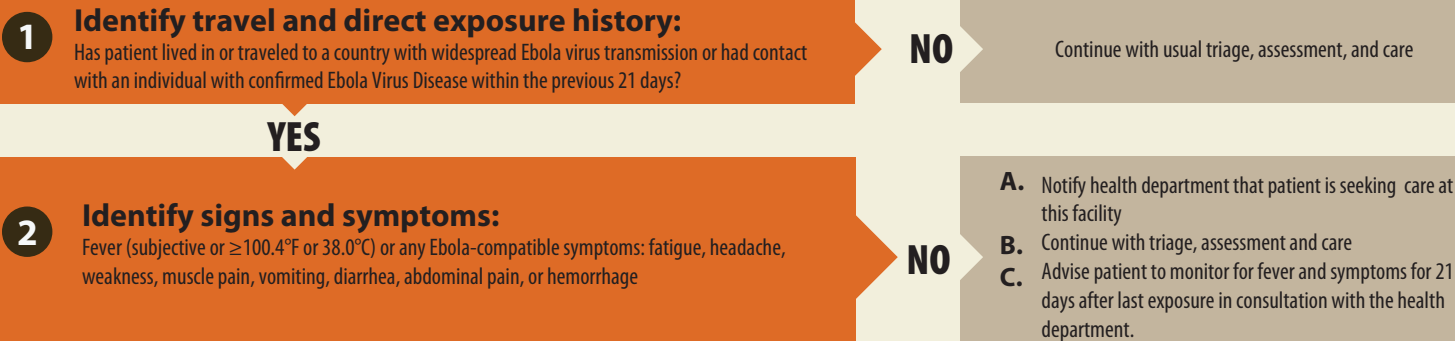 1
Identify travel and direct exposure history:
Has patient lived in or traveled to a country with widespread Ebola virus transmission or had contact
with an individual with confirmed Ebola Virus Disease within the previous 21 days?
NO
Continue with usual triage, assessment, and care
YES
2
Identify signs and symptoms:
Fever (subjective or ≥100.4°F or 38.0°C) or any Ebola-compatible symptoms: fatigue, headache,
weakness, muscle pain, vomiting, diarrhea, abdominal pain, or hemorrhage
NO
A. Notify health department that patient is seeking care at
this facility
B. Continue with triage, assessment and care
C. Advise patient to monitor for fever and symptoms for 21
days after last exposure in consultation with the health
department.